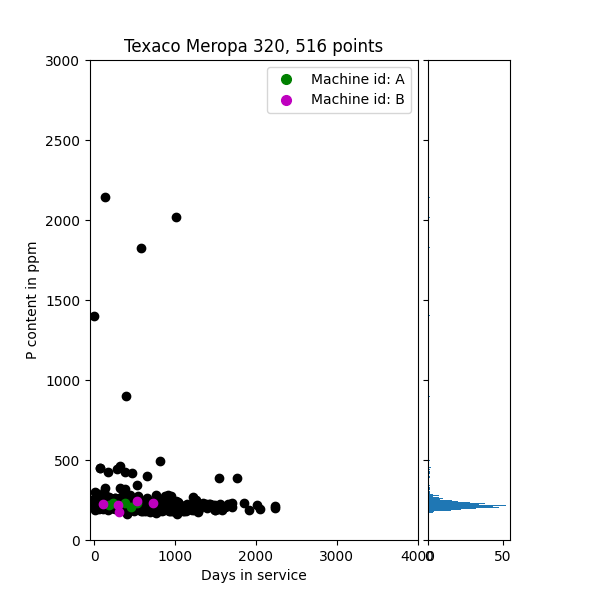 Texaco Meropa 320, 516 points
3000
Machine id: A
Machine id: B
2500
2000
1500
1000
500
0
P content in ppm
0 1000 2000 3000 4000 0 50
Days in service